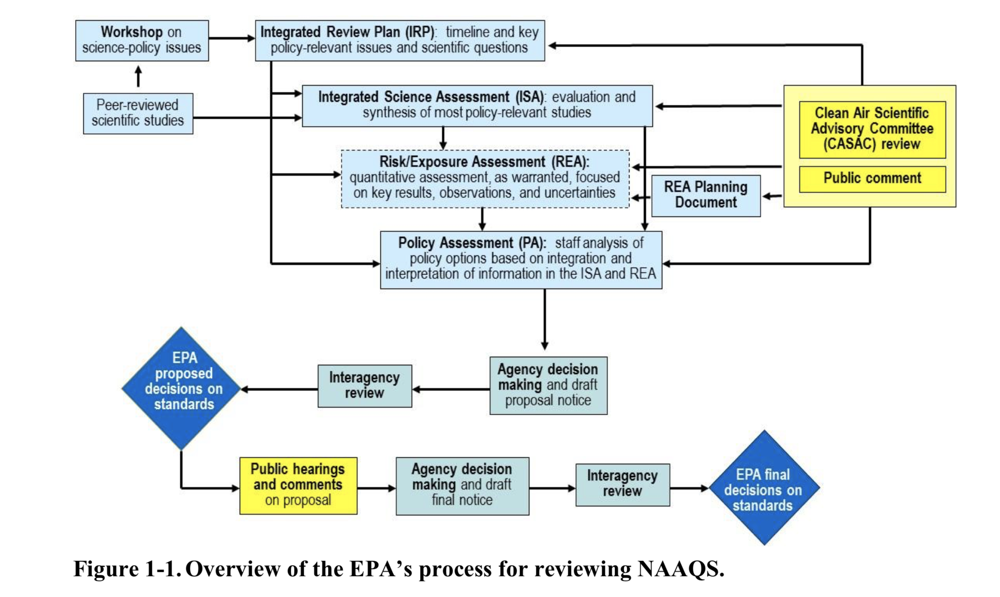 Workshop on
science-policy issues
Integrated Review Plan (IRP): timeline and key
policy-relevant issues and scientific questions
Peer-reviewed
scientific studies
Integrated Science Assessment (ISA): evaluation and
synthesis of most policy-relevant studies
Clean Air Scientific
Advisory Committee
(CASAC) review
Public comment
Risk/Exposure Assessment (REA):
quantitative assessment, as warranted, focused
on key results, observations, and uncertainties
REA Planning
Document
Policy Assessment (PA): staff analysis of
policy options based on integration and
interpretation of information in the ISA and REA
Agency decision
making and draft
proposal notice
Interagency
review
EPA
proposed
decisions on
standards
Public hearings
and comments
on proposal
Agency decision
making and draft
final notice
Interagency
review
EPA final
decisions on
standards
Figure 1-1. Overview of the EPA’s process for reviewing NAAQS.